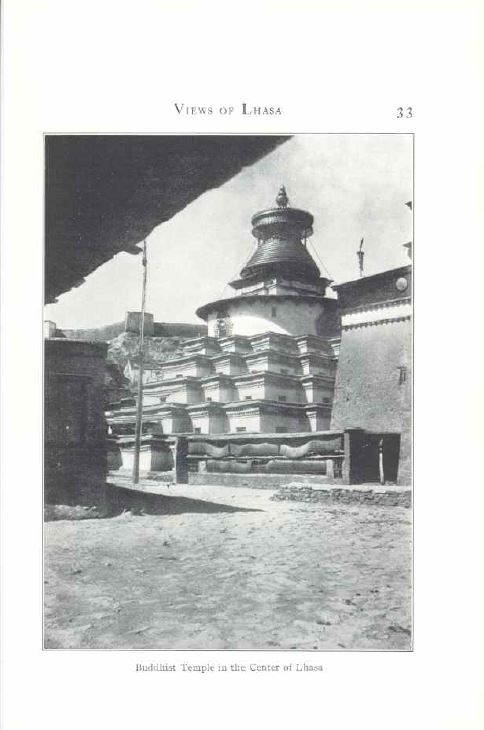 Views of Lhasa 33
Buddhist Temple in the Center of Lhasa